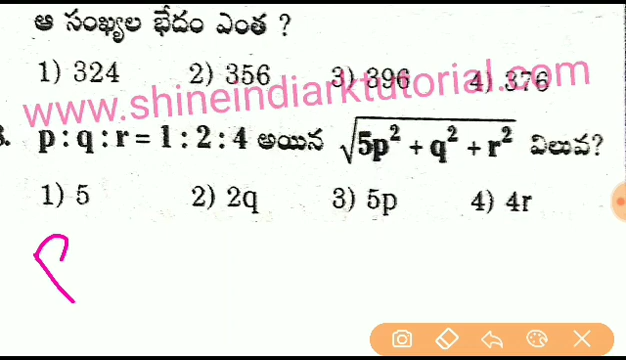 ఆ సంఖ్యల భేదం ఎంత ?
1) 324 2) 356 3) 396 4) 376
www.shineindiarktutorial.com
3. p : q : r = 1 : 2 : 4 అయిన √5p² + q² + r² విలువ?
1) 5 2) 2q 3) 5p 4) 4r